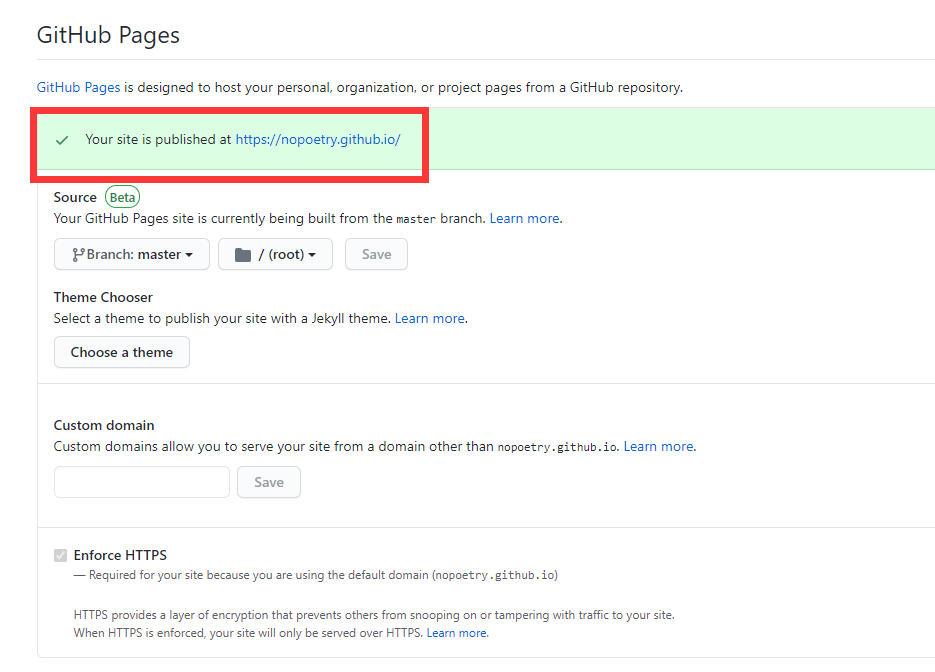 GitHub Pages
GitHub Pages is designed to host your personal, organization, or project pages from a GitHub repository.
Your site is published at https://nopoetry.github.io/
Source Beta
Your GitHub Pages site is currently being built from the master branch. Learn more.
Branch: master / (root) Save
Theme Chooser
Select a theme to publish your site with a Jekyll theme. Learn more.
Choose a theme
Custom domain
Custom domains allow you to serve your site from a domain other than nopoetry.github.io. Learn more.
Save
Enforce HTTPS
— Required for your site because you are using the default domain (nopoetry.github.io)
HTTPS provides a layer of encryption that prevents others from snooping on or tampering with traffic to your site.
When HTTPS is enforced, your site will only be served over HTTPS. Learn more.